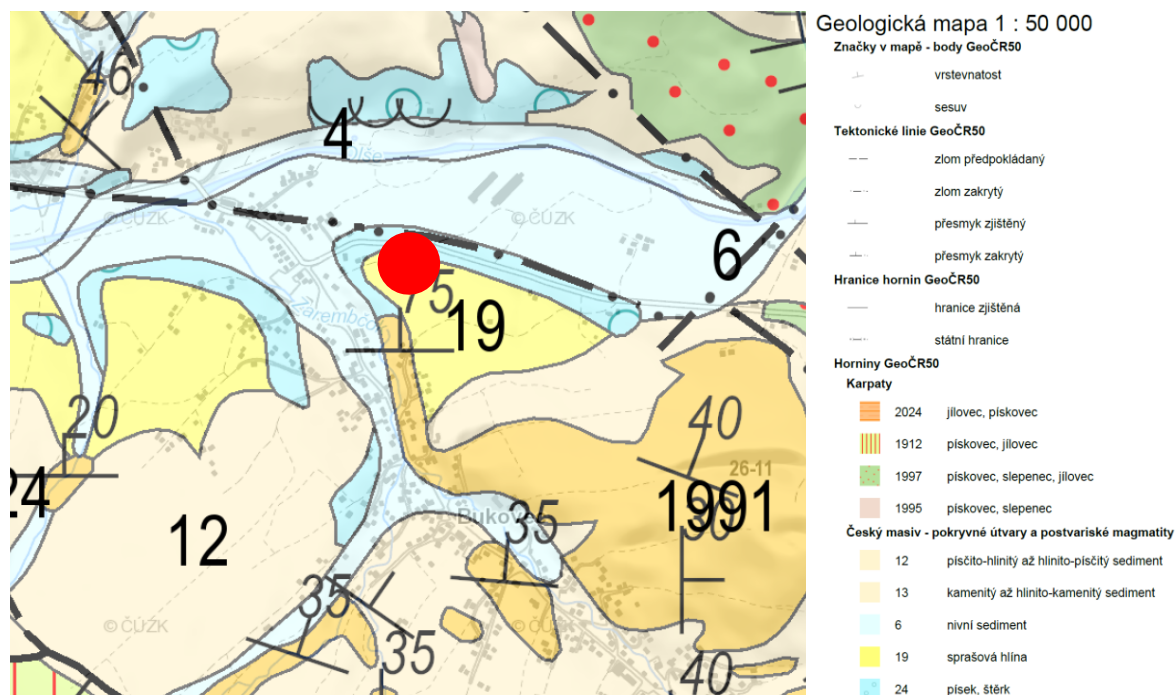 Geologická mapa 1 : 50 000
Značky v mapě - body GeoČR50
vrstevnatost
sesuv
Tektonické linie GeoČR50
zlom předpokládaný
zlom zakrytý
přesmyk zjištěný
přesmyk zakrytý
Hranice hornin GeoČR50
hranice zjištěná
státní hranice
Horniny GeoČR50
Karpaty
2024 jílovec, pískovec
1912 pískovec, jílovec
1997 pískovec, slepenec, jílovec
1995 pískovec, slepenec
Český masiv - pokryvné útvary a postvariské magmatity
12 písčito-hlinitý až hlinito-písčitý sediment
13 kamenitý až hlinito-kamenitý sediment
6 nivní sediment
19 sprašová hlína
24 písek, štěrk
46
4
Olše
© ČÚZK
© ČÚZK
6
75
19
20
40
26-11
24
1991
30
12
Bukovec
35
35
© ČÚZK
© ČÚZK
35
40